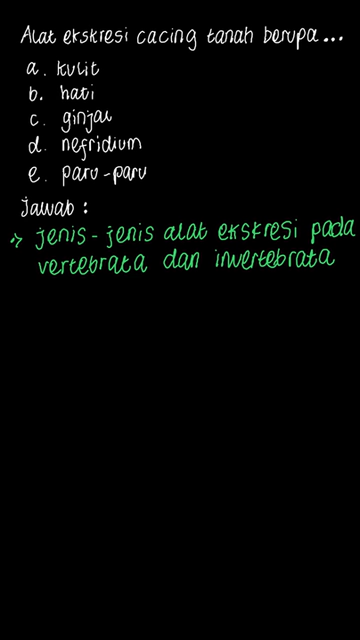 Alat ekskresi cacing tanah berupa...
a. kulit
b. hati
c. ginjal
d. nefridium
e. paru-paru
Jawab :
-> jenis-jenis alat ekskresi pada
vertebrata dan invertebrata